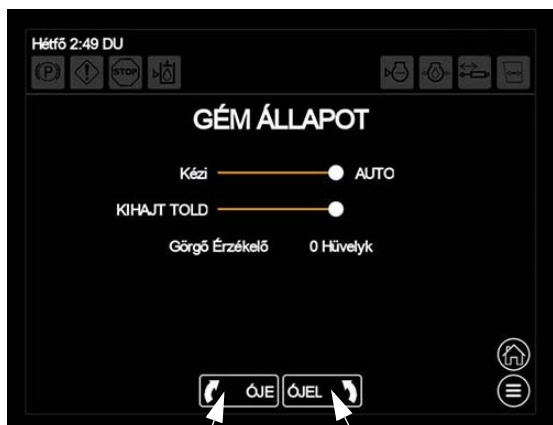 Hétfő 2:49 DU
(P) STOP
GÉM ÁLLAPOT
Kézi AUTO
KIHAJT TOLD
Görgő Érzékelő 0 Hüvelyk
ÓJE ÓJEL